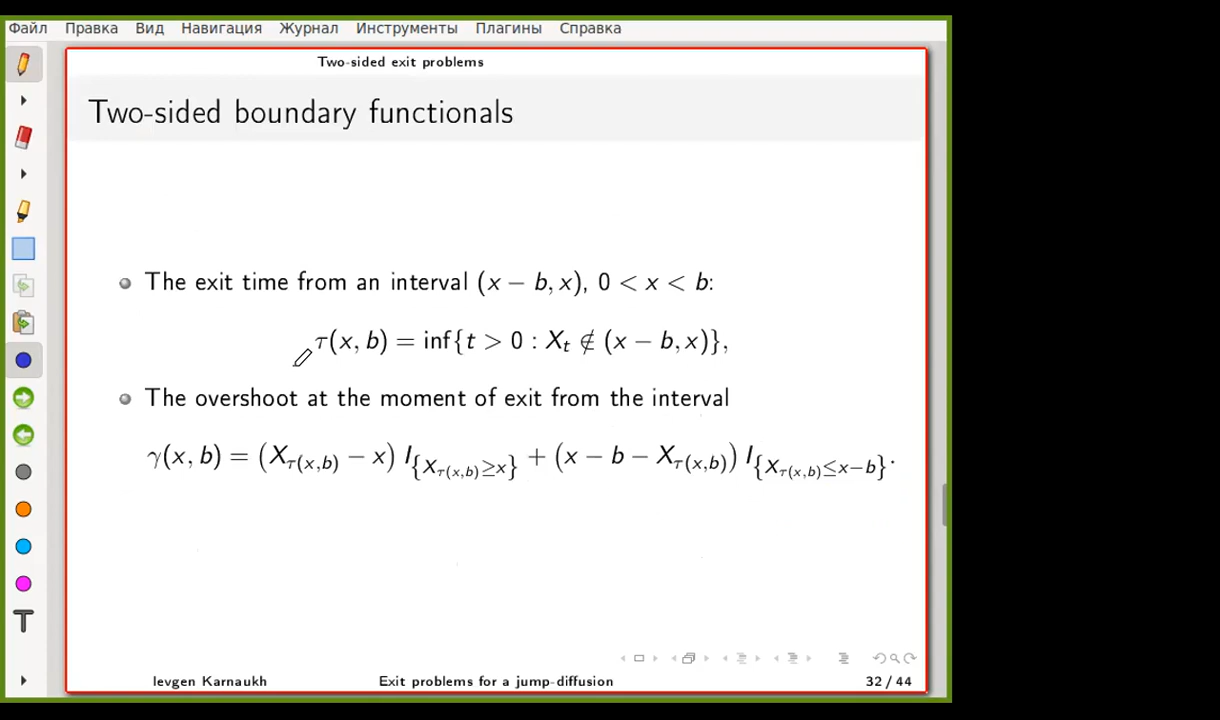 Файл Правка Вид Навигация Журнал Инструменты Плагины Справка
Two-sided exit problems
Two-sided boundary functionals
The exit time from an interval (x − b, x), 0 < x < b:
τ(x, b) = inf{t > 0 : X_t ∉ (x − b, x)},
The overshoot at the moment of exit from the interval
γ(x, b) = (X_{τ(x,b)} − x) I_{{X_{τ(x,b)}≥x}} + (x − b − X_{τ(x,b)}) I_{{X_{τ(x,b)}≤x−b}}.
Ievgen Karnaukh Exit problems for a jump-diffusion 32 / 44
T